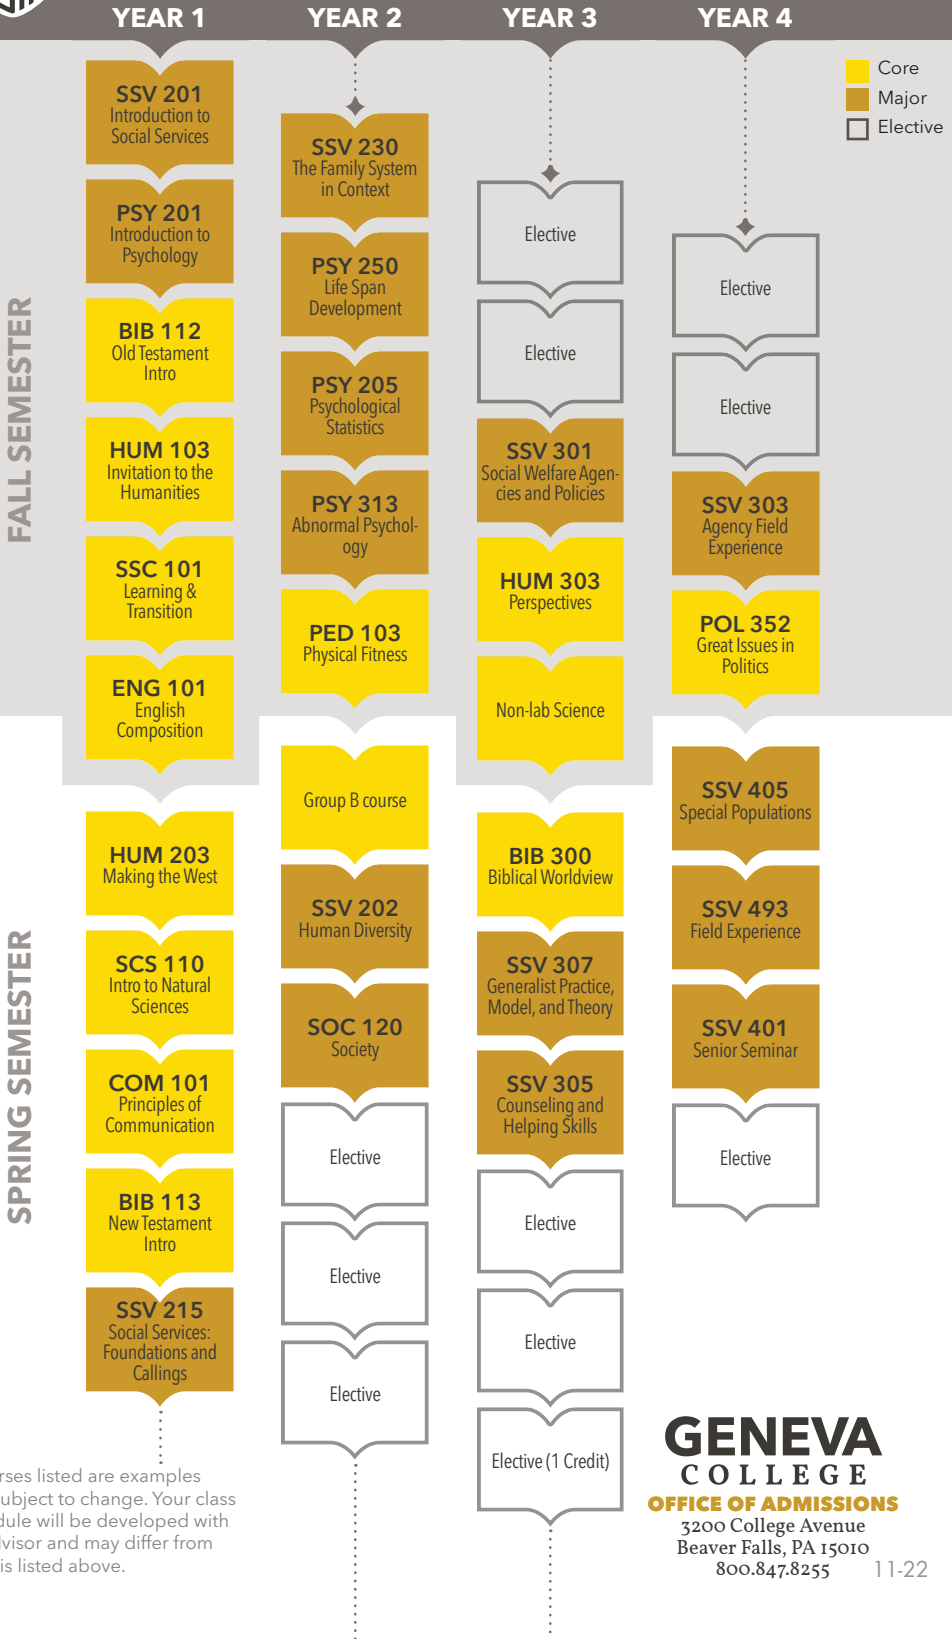 YEAR 1
YEAR 2
YEAR 3
YEAR 4
Core
Major
Elective
FALL SEMESTER
SSV 201
Introduction to
Social Services
PSY 201
Introduction to
Psychology
BIB 112
Old Testament
Intro
HUM 103
Invitation to the
Humanities
SSC 101
Learning &
Transition
ENG 101
English
Composition
SSV 230
The Family System
in Context
PSY 250
Life Span
Development
PSY 205
Psychological
Statistics
PSY 313
Abnormal Psychol-
ogy
PED 103
Physical Fitness
Elective
Elective
SSV 301
Social Welfare Agen-
cies and Policies
HUM 303
Perspectives
Non-lab Science
Elective
Elective
SSV 303
Agency Field
Experience
POL 352
Great Issues in
Politics
SPRING SEMESTER
HUM 203
Making the West
SCS 110
Intro to Natural
Sciences
COM 101
Principles of
Communication
BIB 113
New Testament
Intro
SSV 215
Social Services:
Foundations and
Callings
Group B course
SSV 202
Human Diversity
SOC 120
Society
Elective
Elective
Elective
BIB 300
Biblical Worldview
SSV 307
Generalist Practice,
Model, and Theory
SSV 305
Counseling and
Helping Skills
Elective
Elective
Elective (1 Credit)
SSV 405
Special Populations
SSV 493
Field Experience
SSV 401
Senior Seminar
Elective
rses listed are examples
ubject to change. Your class
dule will be developed with
lvisor and may differ from
is listed above.
GENEVA
COLLEGE
OFFICE OF ADMISSIONS
3200 College Avenue
Beaver Falls, PA 15010
800.847.8255
11-22